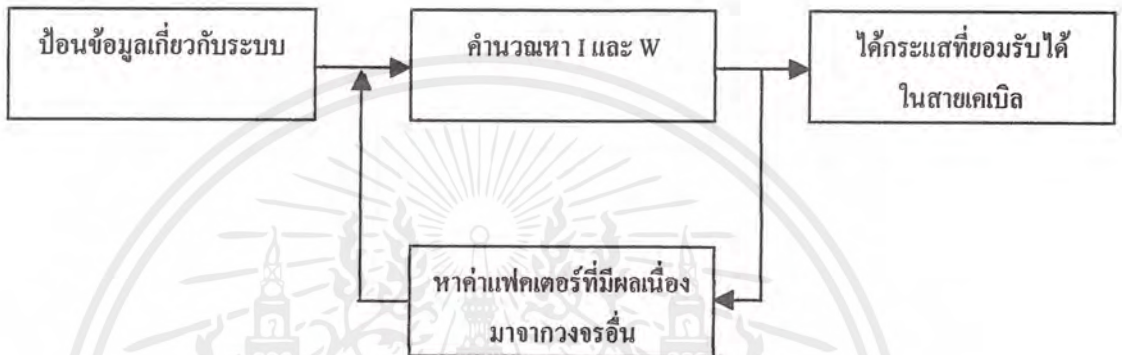 ป้อนข้อมูลเกี่ยวกับระบบ
คำนวณหา I และ W
ได้กระแสที่ยอมรับได้
ในสายเคเบิล
หาค่าแฟคเตอร์ที่มีผลเนื่อง
มาจากวงจรอื่น